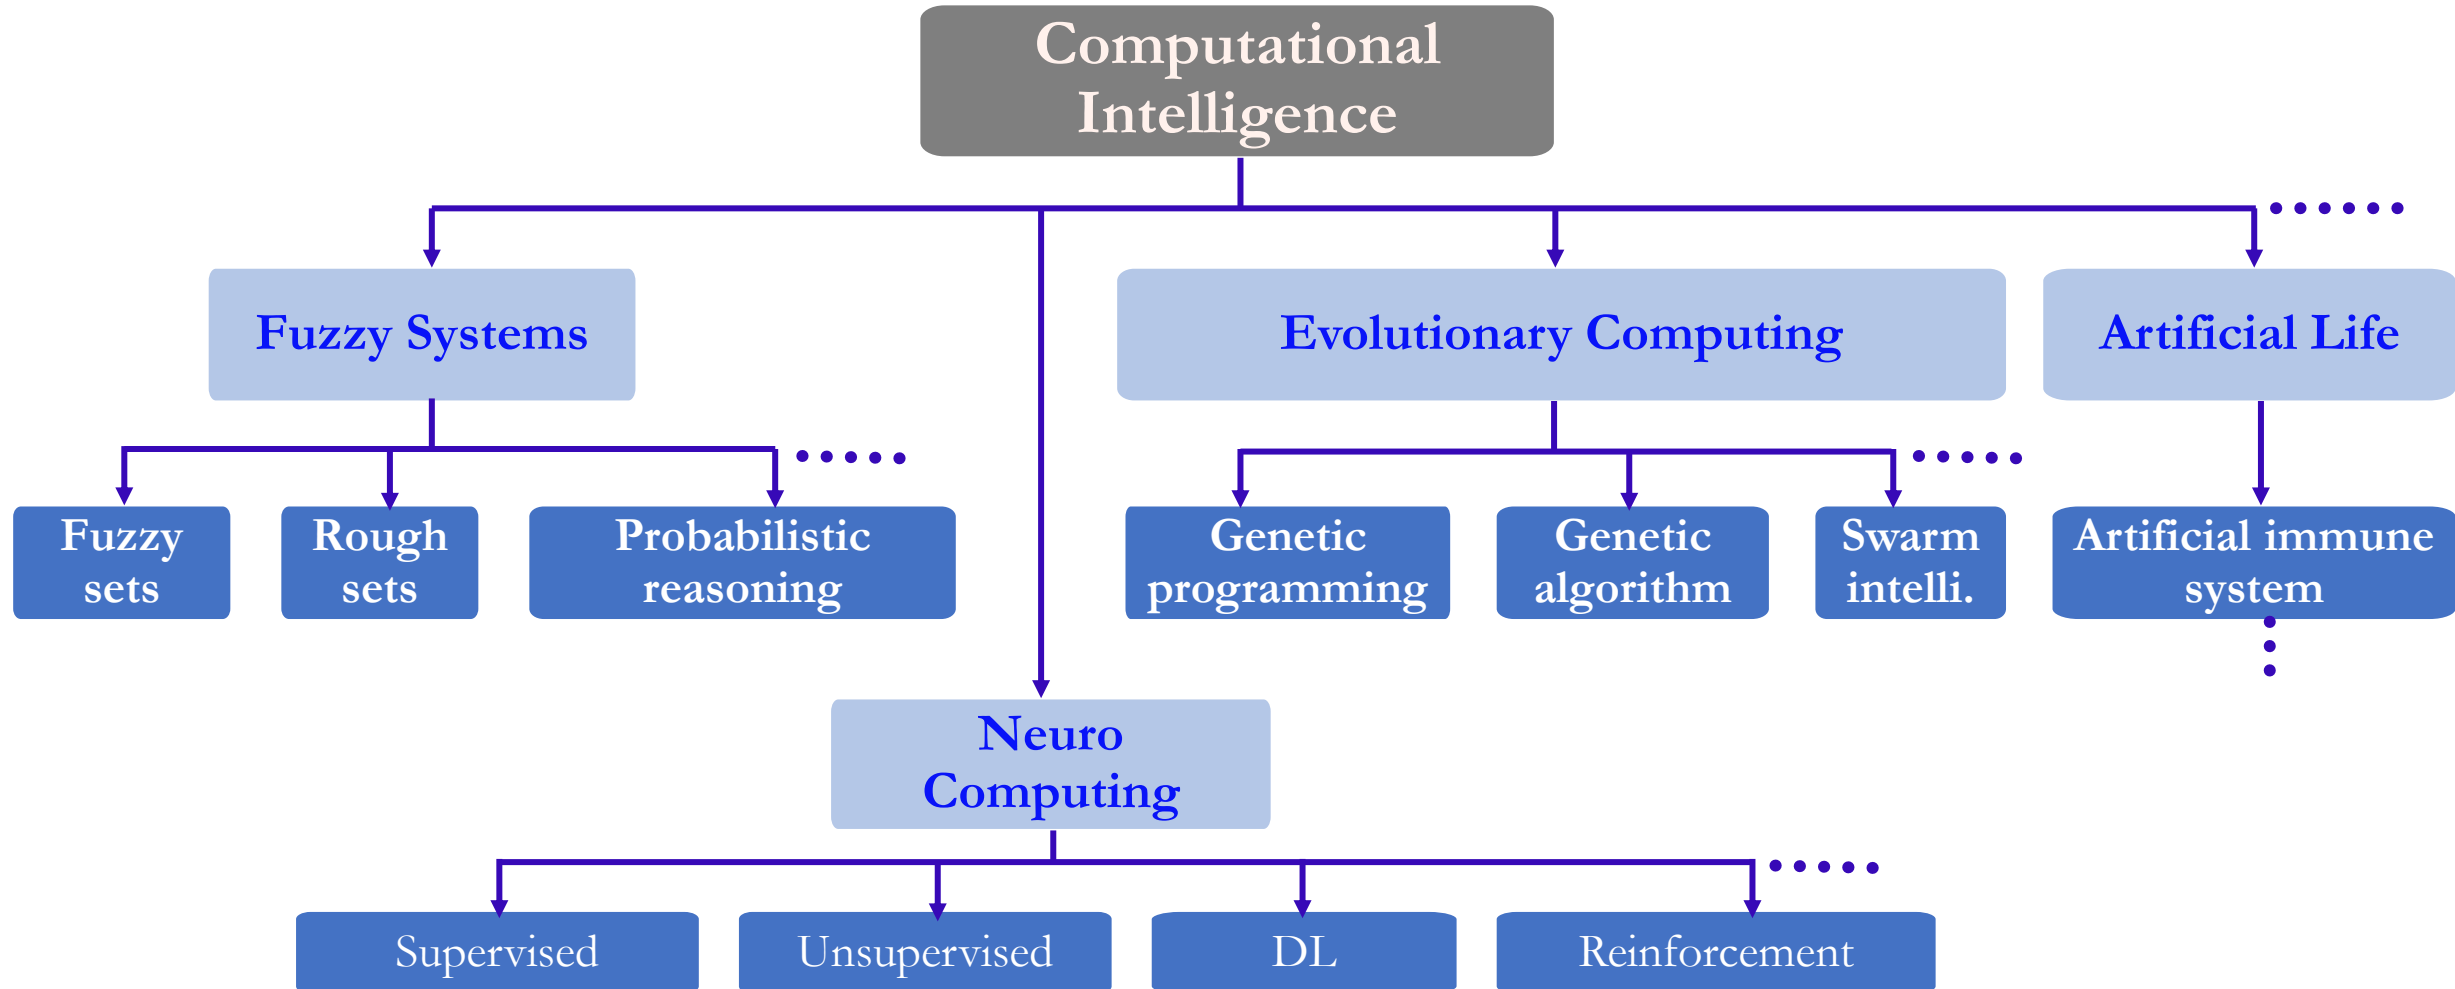 Computational
Intelligence
Fuzzy Systems
Evolutionary Computing
Artificial Life
Fuzzy
sets
Rough
sets
Probabilistic
reasoning
Genetic
programming
Genetic
algorithm
Swarm
intelli.
Artificial immune
system
Neuro
Computing
Supervised
Unsupervised
DL
Reinforcement